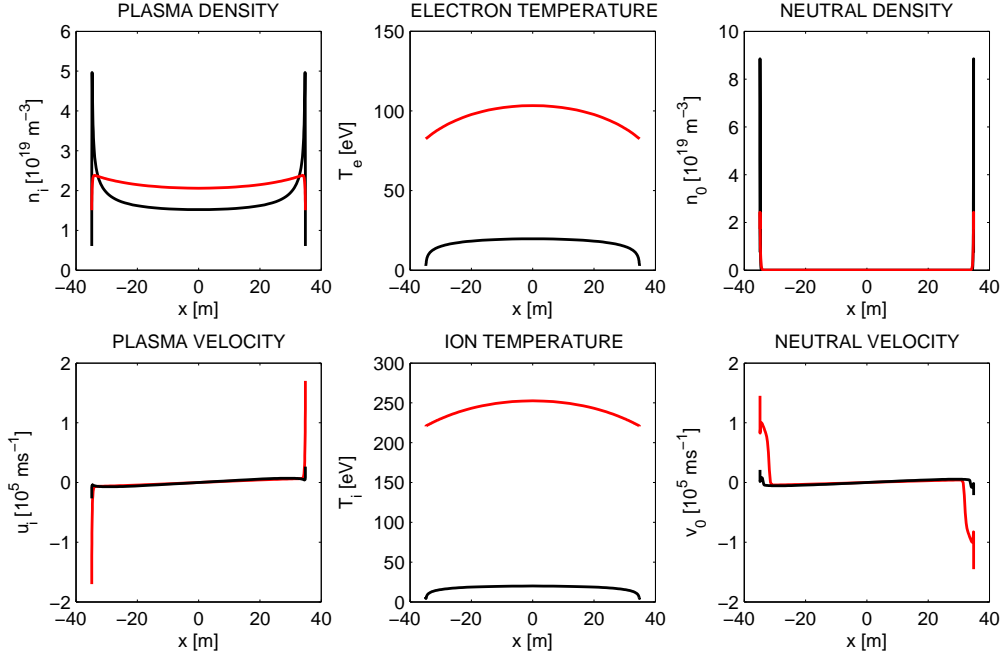 PLASMA DENSITY
6
5
4
3
2
1
0
n_i [10^19 m^−3]
−40 −20 0 20 40
x [m]
ELECTRON TEMPERATURE
150
100
50
0
T_e [eV]
−40 −20 0 20 40
x [m]
NEUTRAL DENSITY
10
8
6
4
2
0
n_0 [10^19 m^−3]
−40 −20 0 20 40
x [m]
PLASMA VELOCITY
2
1
0
−1
−2
u_i [10^5 ms^−1]
−40 −20 0 20 40
x [m]
ION TEMPERATURE
300
250
200
150
100
50
0
T_i [eV]
−40 −20 0 20 40
x [m]
NEUTRAL VELOCITY
2
1
0
−1
−2
v_0 [10^5 ms^−1]
−40 −20 0 20 40
x [m]